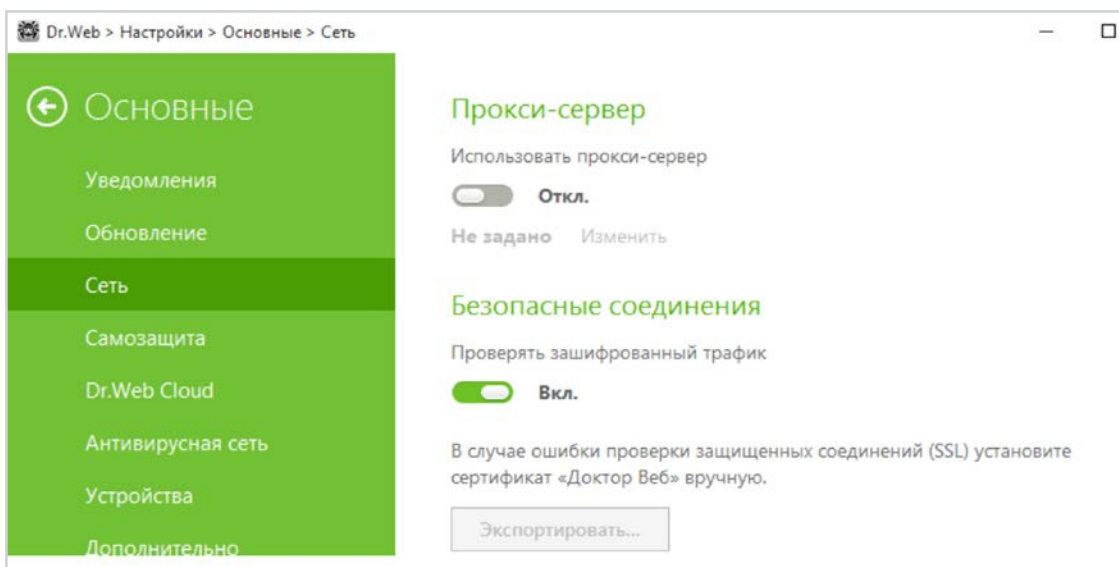 Dr.Web > Настройки > Основные > Сеть
Основные
Уведомления
Обновление
Сеть
Самозащита
Dr.Web Cloud
Антивирусная сеть
Устройства
Дополнительно
Прокси-сервер
Использовать прокси-сервер
Откл.
Не задано Изменить
Безопасные соединения
Проверять зашифрованный трафик
Вкл.
В случае ошибки проверки защищенных соединений (SSL) установите
сертификат «Доктор Веб» вручную.
Экспортировать...